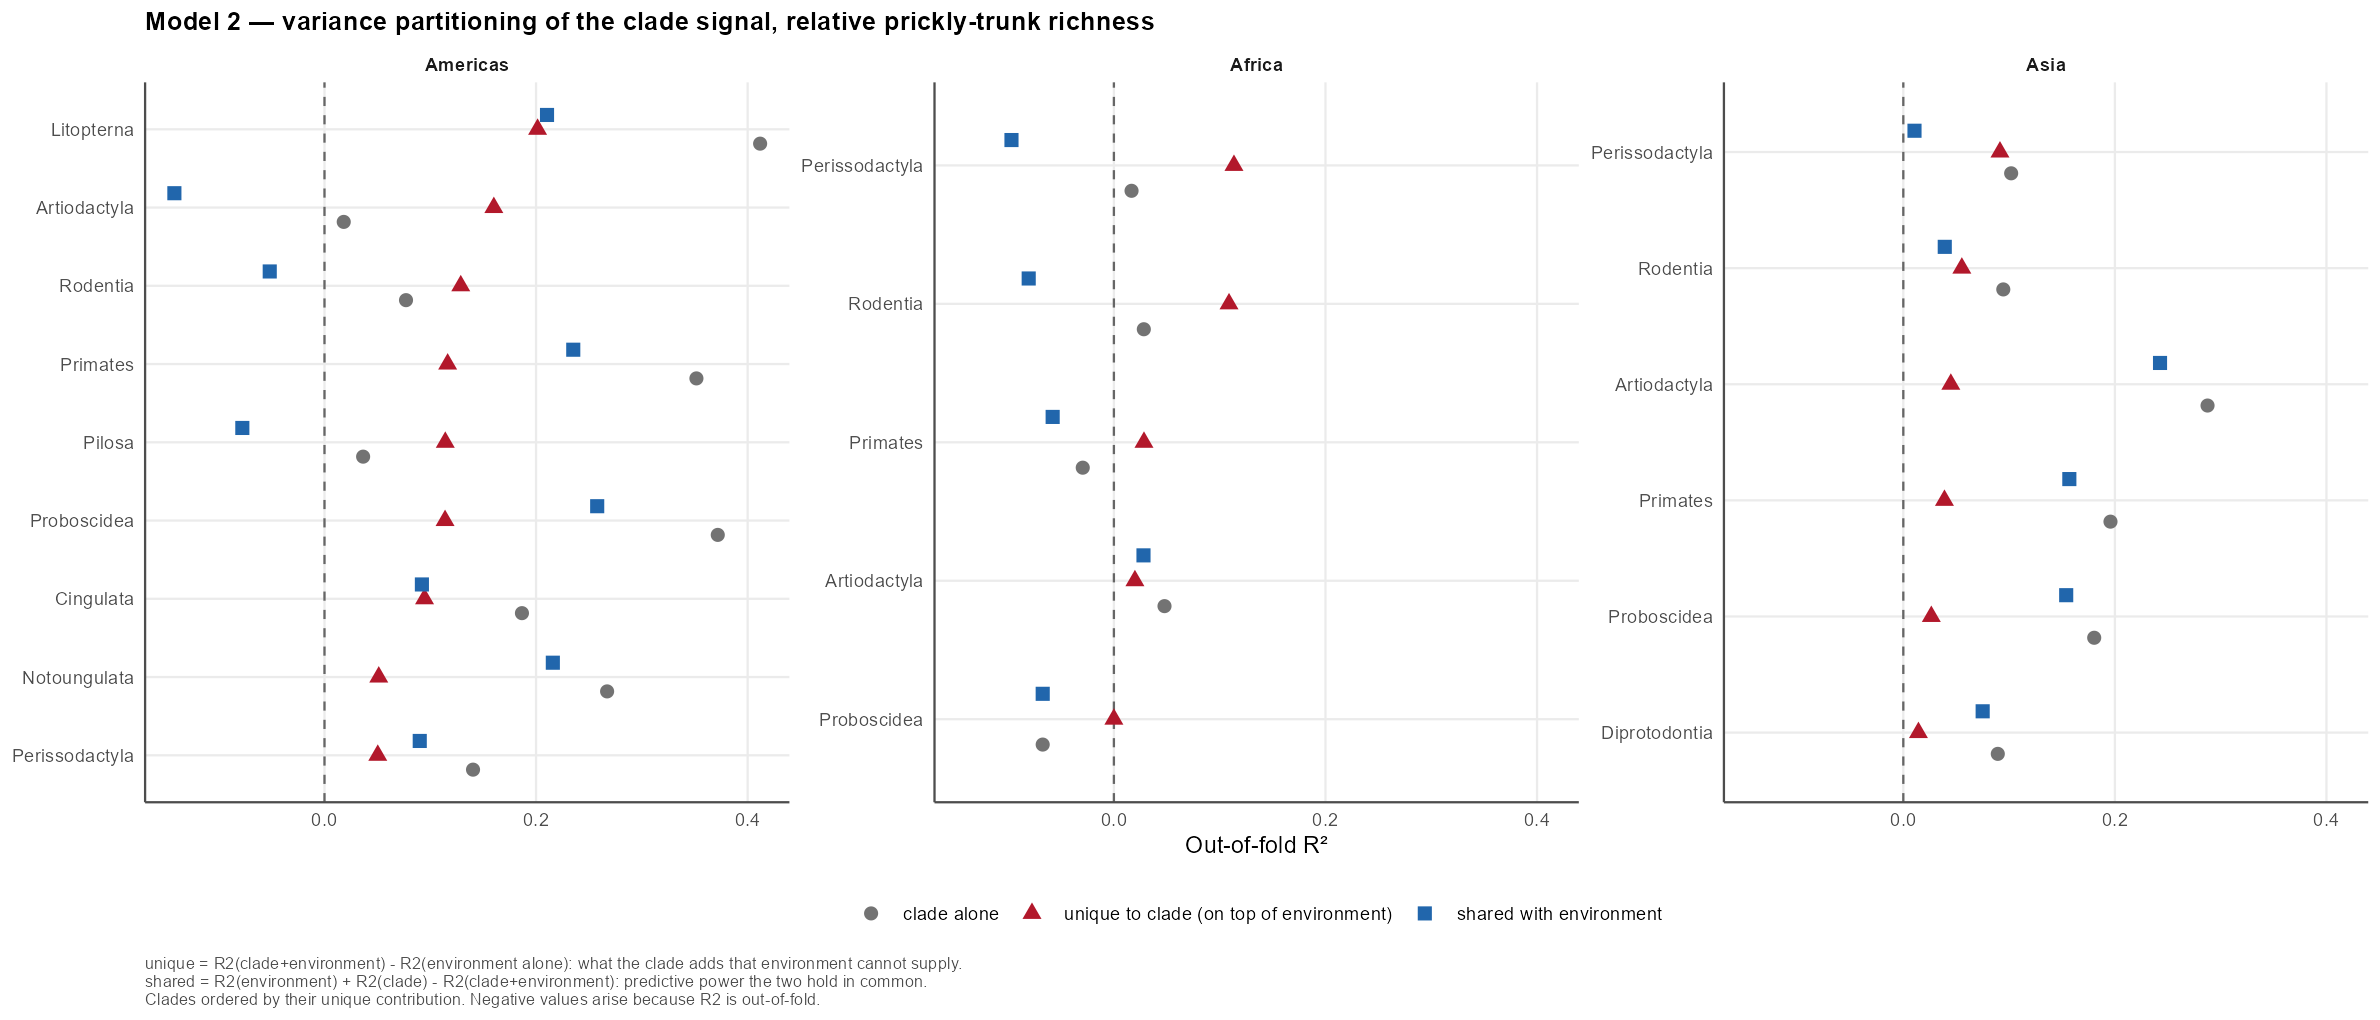 Model 2 — variance partitioning of the clade signal, relative prickly-trunk richness
Americas
Africa
Asia
Litopterna
Artiodactyla
Rodentia
Primates
Pilosa
Proboscidea
Cingulata
Notoungulata
Perissodactyla
0.0 0.2 0.4
Perissodactyla
Rodentia
Primates
Artiodactyla
Proboscidea
0.0 0.2 0.4
Perissodactyla
Rodentia
Artiodactyla
Primates
Proboscidea
Diprotodontia
0.0 0.2 0.4
Out-of-fold R²
clade alone
unique to clade (on top of environment)
shared with environment
unique = R2(clade+environment) - R2(environment alone): what the clade adds that environment cannot supply.
shared = R2(environment) + R2(clade) - R2(clade+environment): predictive power the two hold in common.
Clades ordered by their unique contribution. Negative values arise because R2 is out-of-fold.